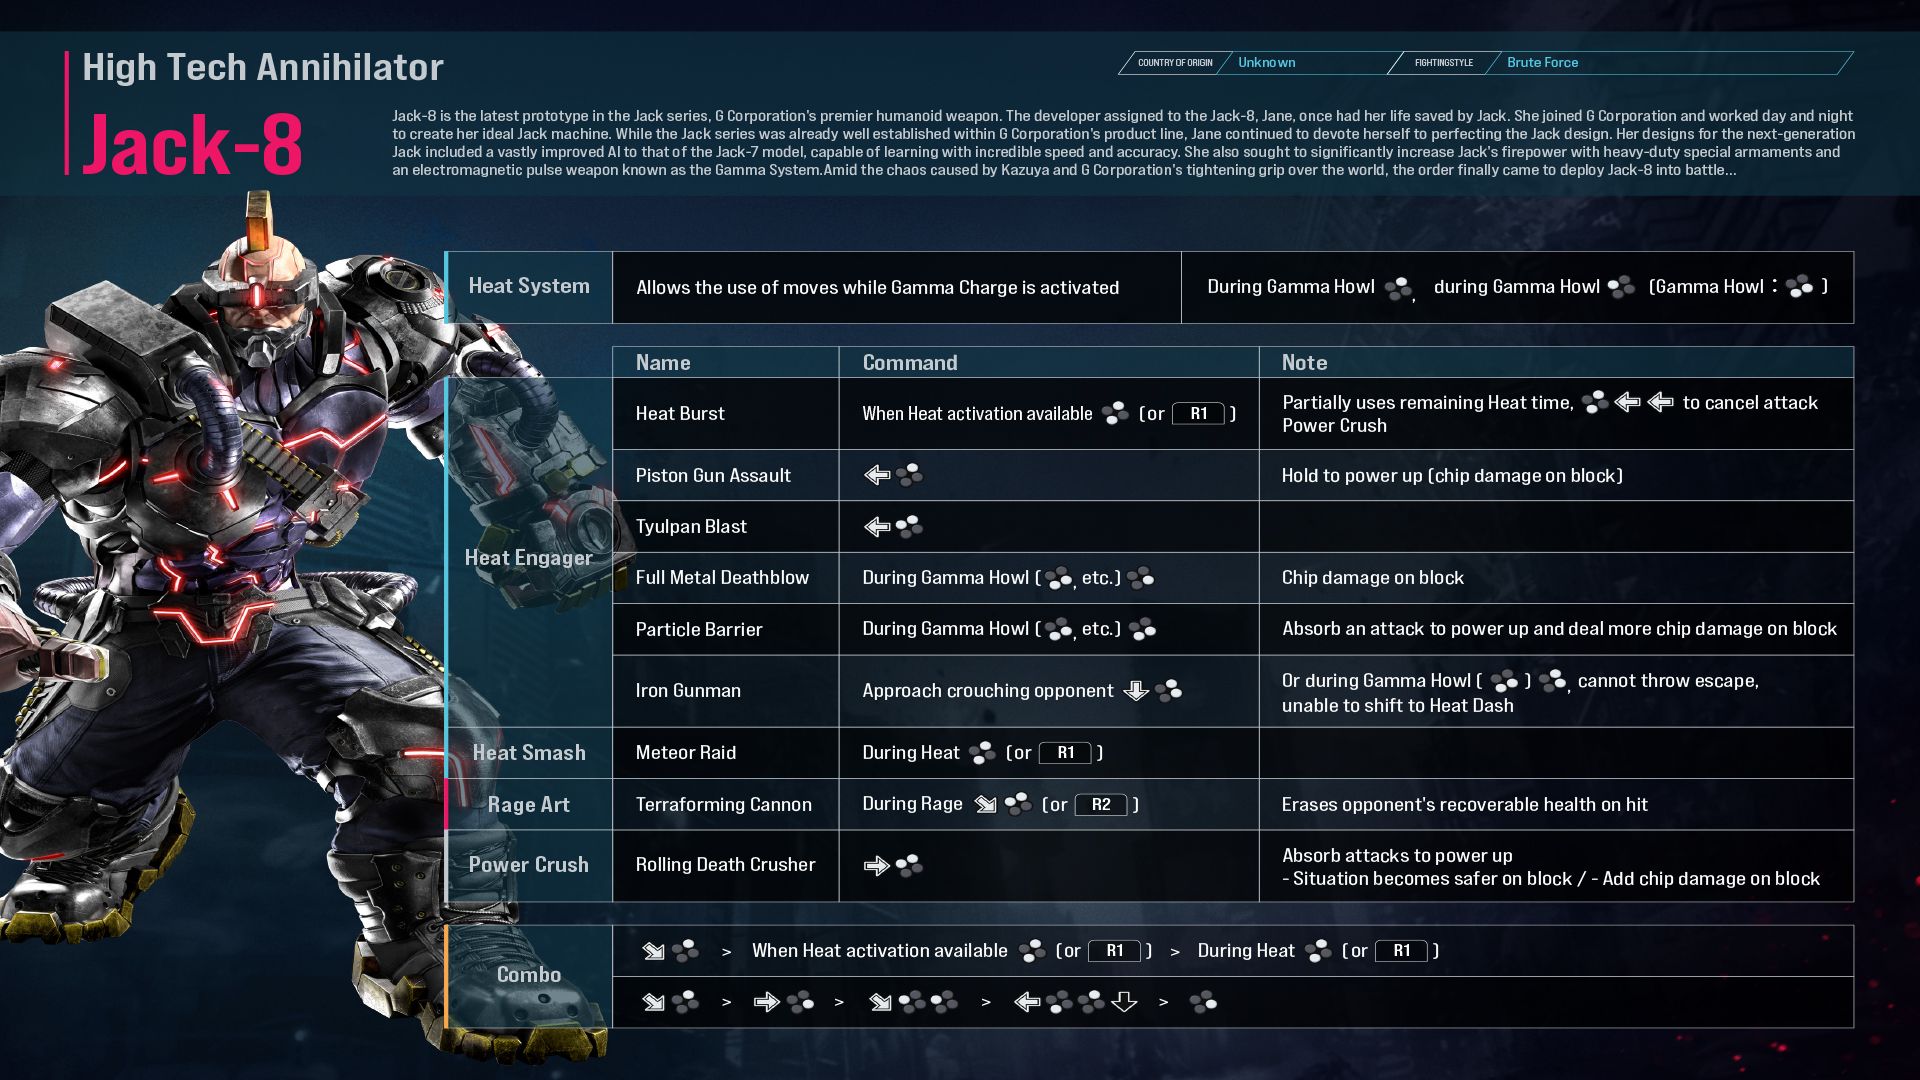 High Tech Annihilator
Jack-8
COUNTRY OF ORIGIN Unknown FIGHTINGSTYLE Brute Force
Jack-8 is the latest prototype in the Jack series, G Corporation's premier humanoid weapon. The developer assigned to the Jack-8, Jane, once had her life saved by Jack. She joined G Corporation and worked day and night
to create her ideal Jack machine. While the Jack series was already well established within G Corporation's product line, Jane continued to devote herself to perfecting the Jack design. Her designs for the next-generation
Jack included a vastly improved AI to that of the Jack-7 model, capable of learning with incredible speed and accuracy. She also sought to significantly increase Jack's firepower with heavy-duty special armaments and
an electromagnetic pulse weapon known as the Gamma System.Amid the chaos caused by Kazuya and G Corporation's tightening grip over the world, the order finally came to deploy Jack-8 into battle...
Heat System Allows the use of moves while Gamma Charge is activated During Gamma Howl , during Gamma Howl (Gamma Howl : )
Name Command Note
Heat Engager
Heat Burst When Heat activation available (or R1 ) Partially uses remaining Heat time, ⇐ ⇐ to cancel attack
Power Crush
Piston Gun Assault ⇐ Hold to power up (chip damage on block)
Tyulpan Blast ⇐
Full Metal Deathblow During Gamma Howl ( , etc.) Chip damage on block
Particle Barrier During Gamma Howl ( , etc.) Absorb an attack to power up and deal more chip damage on block
Iron Gunman Approach crouching opponent ⇓ Or during Gamma Howl ( ) , cannot throw escape,
unable to shift to Heat Dash
Heat Smash Meteor Raid During Heat (or R1 )
Rage Art Terraforming Cannon During Rage ⇘ (or R2 ) Erases opponent's recoverable health on hit
Power Crush Rolling Death Crusher ⇒ Absorb attacks to power up
- Situation becomes safer on block / - Add chip damage on block
Combo
⇘ > When Heat activation available (or R1 ) > During Heat (or R1 )
⇘ > ⇒ > ⇘ > ⇐ ⇩ >